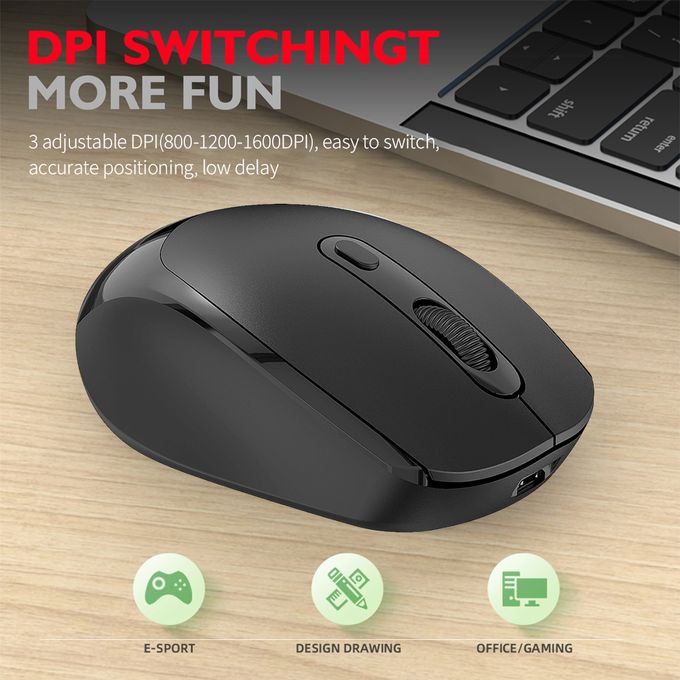 DPI SWITCHINGT
MORE FUN
3 adjustable DPI(800-1200-1600DPI), easy to switch,
accurate positioning, low delay
shift
return
enter
E-SPORT
DESIGN DRAWING
OFFICE/GAMING